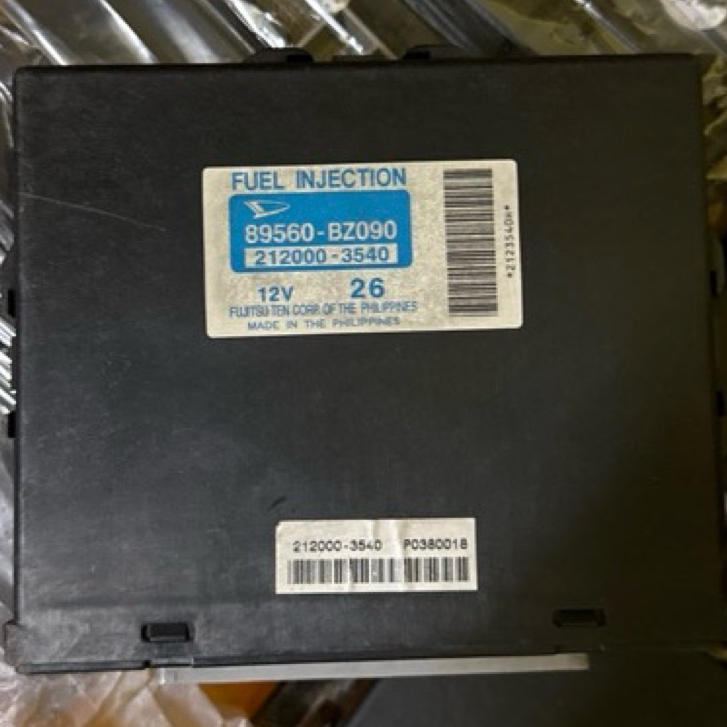 FUEL INJECTION
89560-BZ090
212000-3540
12V 26
FUJITSU TEN CORP. OF THE PHILIPPINES
MADE IN THE PHILIPPINES
*2123540H*
212000-3540 P0380018